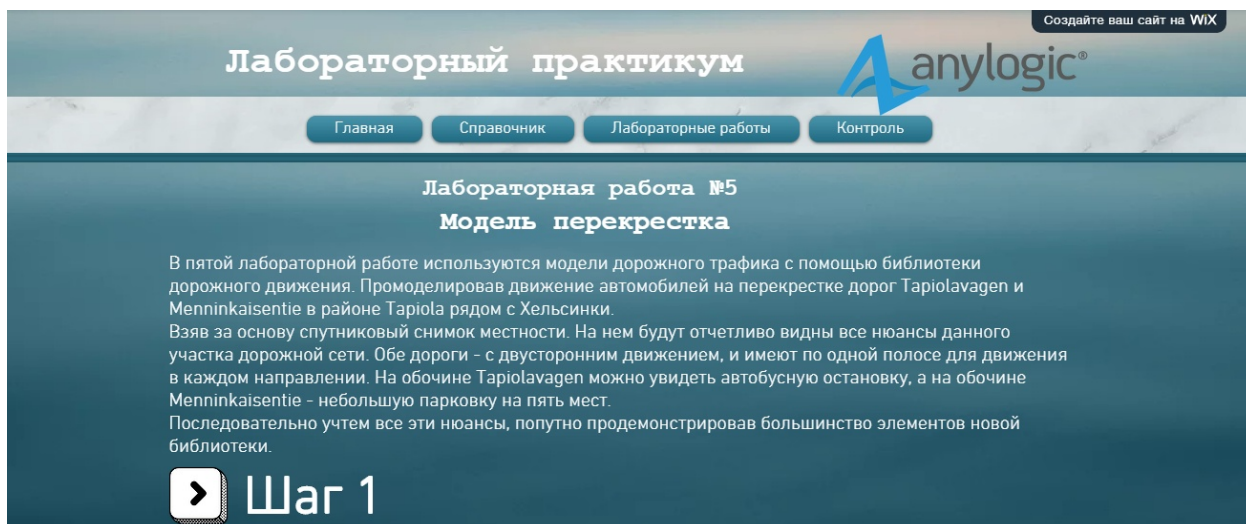 Создайте ваш сайт на WiX
Лабораторный практикум
anylogic®
Главная
Справочник
Лабораторные работы
Контроль
Лабораторная работа №5
Модель перекрестка
В пятой лабораторной работе используются модели дорожного трафика с помощью библиотеки
дорожного движения. Промоделировав движение автомобилей на перекрестке дорог Tapiolavagen и
Menninkaisentie в районе Tapiola рядом с Хельсинки.
Взяв за основу спутниковый снимок местности. На нем будут отчетливо видны все нюансы данного
участка дорожной сети. Обе дороги - с двусторонним движением, и имеют по одной полосе для движения
в каждом направлении. На обочине Tapiolavagen можно увидеть автобусную остановку, а на обочине
Menninkaisentie - небольшую парковку на пять мест.
Последовательно учтем все эти нюансы, попутно продемонстрировав большинство элементов новой
библиотеки.
Шаг 1